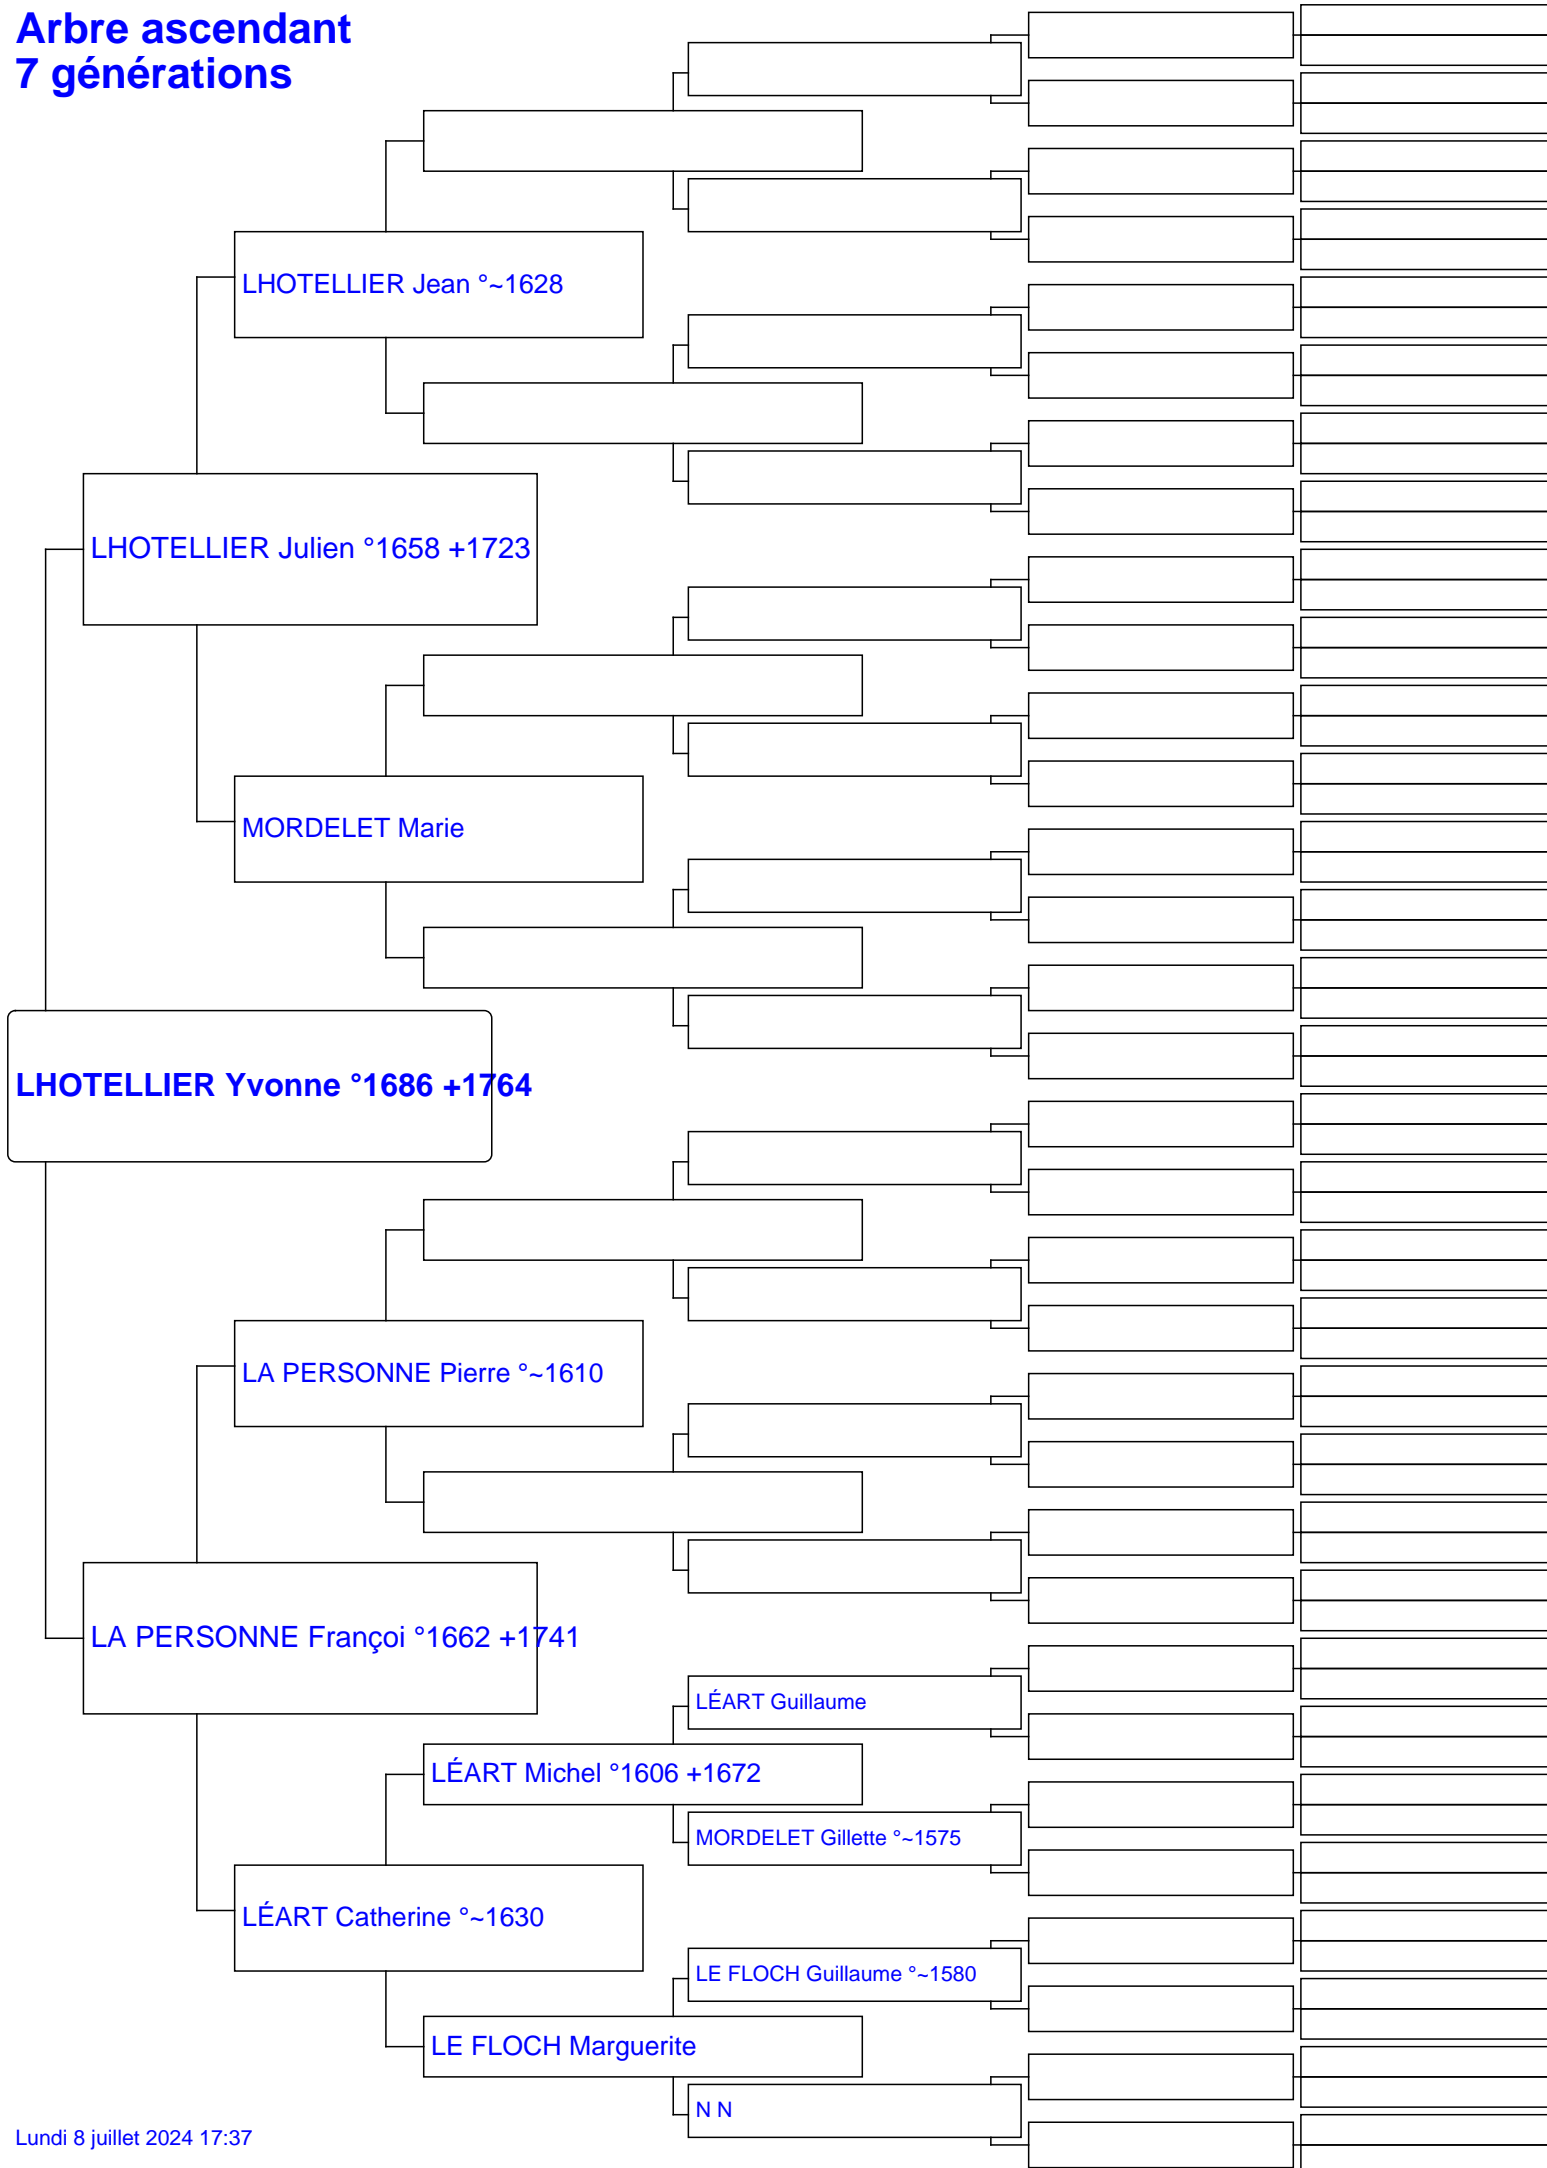 Arbre ascendant
7 générations
LHOTELLIER Jean °~1628
LHOTELLIER Julien °1658 +1723
MORDELET Marie
LHOTELLIER Yvonne °1686 +1764
LA PERSONNE Pierre °~1610
LA PERSONNE Françoi °1662 +1741
LÉART Guillaume
LÉART Michel °1606 +1672
MORDELET Gillette °~1575
LÉART Catherine °~1630
LE FLOCH Guillaume °~1580
LE FLOCH Marguerite
N N
Lundi 8 juillet 2024 17:37